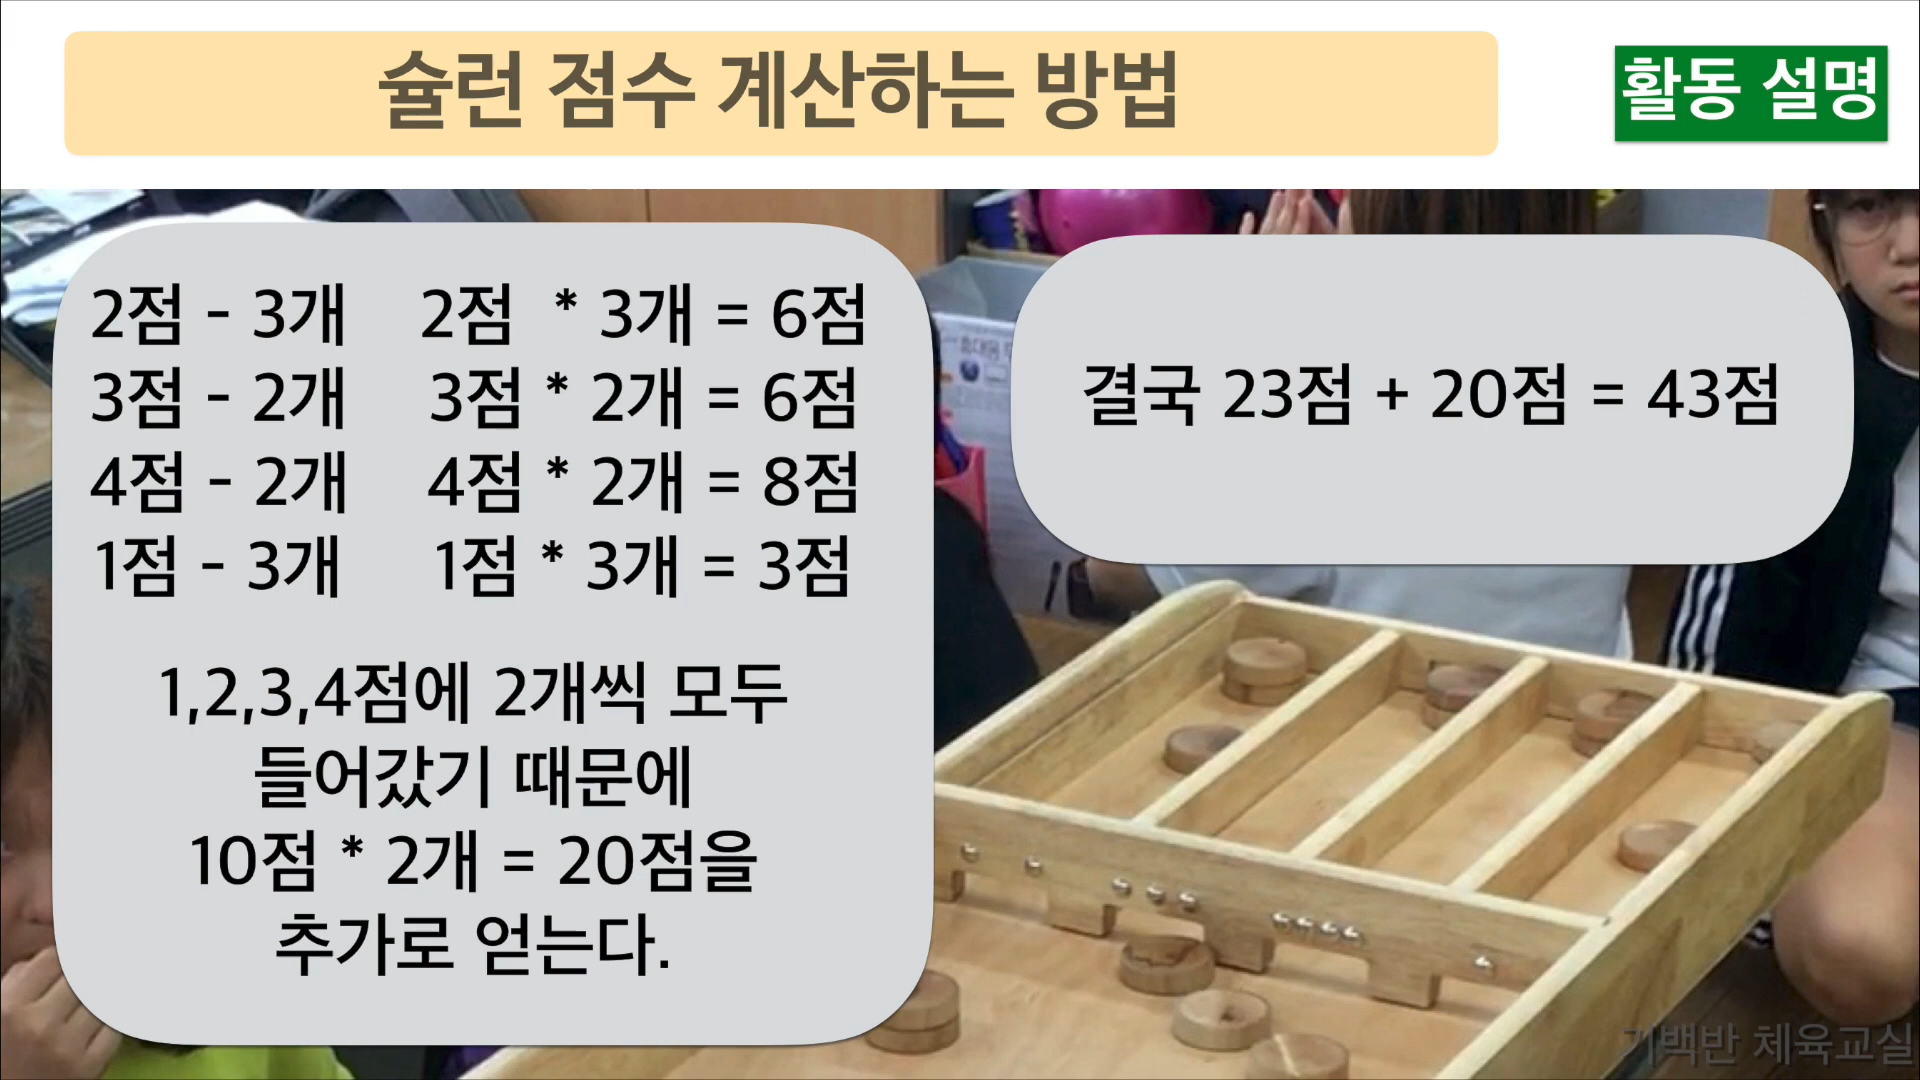 슐런 점수 계산하는 방법
활동 설명
2점 - 3개 2점 * 3개 = 6점
3점 - 2개 3점 * 2개 = 6점
4점 - 2개 4점 * 2개 = 8점
1점 - 3개 1점 * 3개 = 3점
1,2,3,4점에 2개씩 모두
들어갔기 때문에
10점 * 2개 = 20점을
추가로 얻는다.
결국 23점 + 20점 = 43점
기백반 체육교실